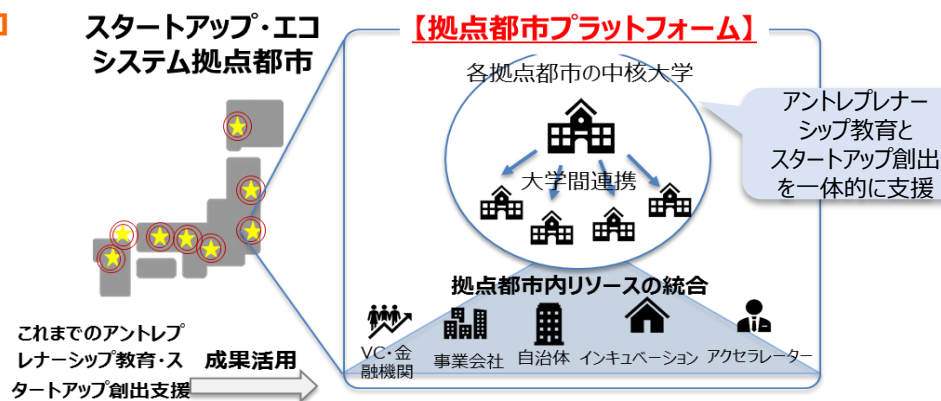 スタートアップ・エコ
システム拠点都市
【拠点都市プラットフォーム】
各拠点都市の中核大学
大学間連携
アントレプレナー
シップ教育と
スタートアップ創出
を一体的に支援
拠点都市内リソースの統合
VC・金
融機関
事業会社
自治体
インキュベーション
アクセラレーター
これまでのアントレプ
レナーシップ教育・ス
タートアップ創出支援
成果活用